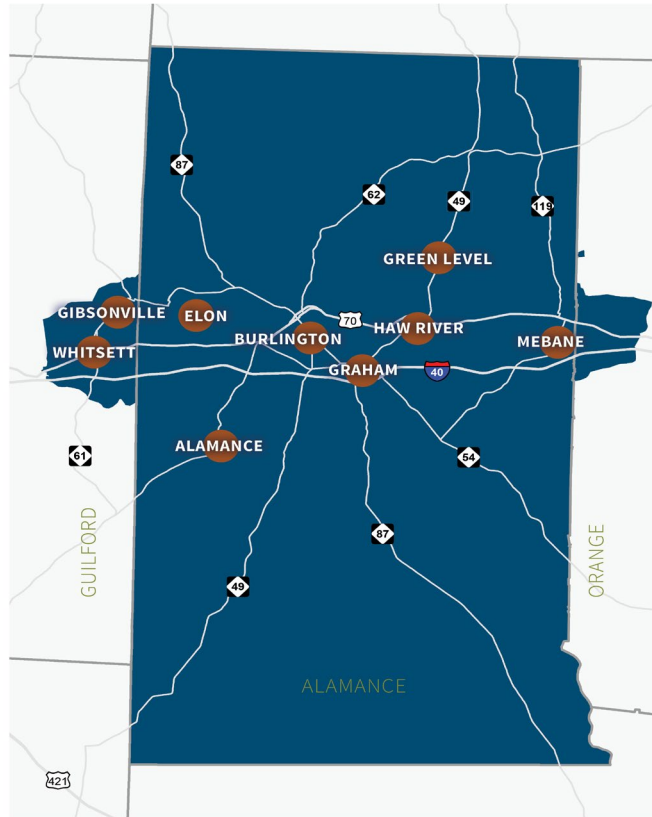 87
62
49
119
GREEN LEVEL
GIBSONVILLE
ELON
70
HAW RIVER
BURLINGTON
MEBANE
WHITSETT
GRAHAM
40
ALAMANCE
61
54
GUILFORD
87
ORANGE
49
ALAMANCE
421